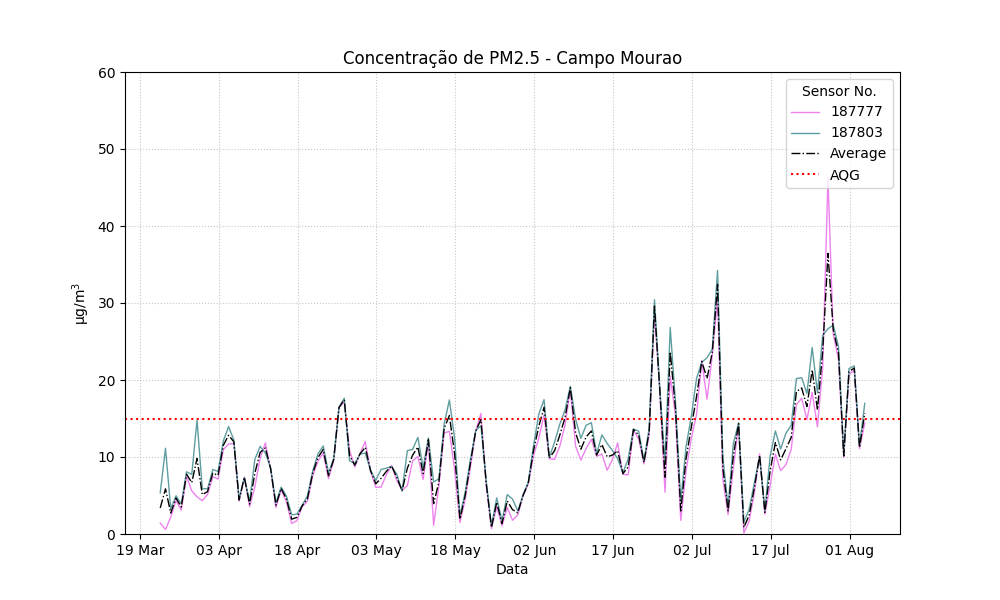 Concentração de PM2.5 - Campo Mourao
60
50
40
30
20
10
0
µg/m³
Sensor No.
187777
187803
Average
AQG
19 Mar 03 Apr 18 Apr 03 May 18 May 02 Jun 17 Jun 02 Jul 17 Jul 01 Aug
Data